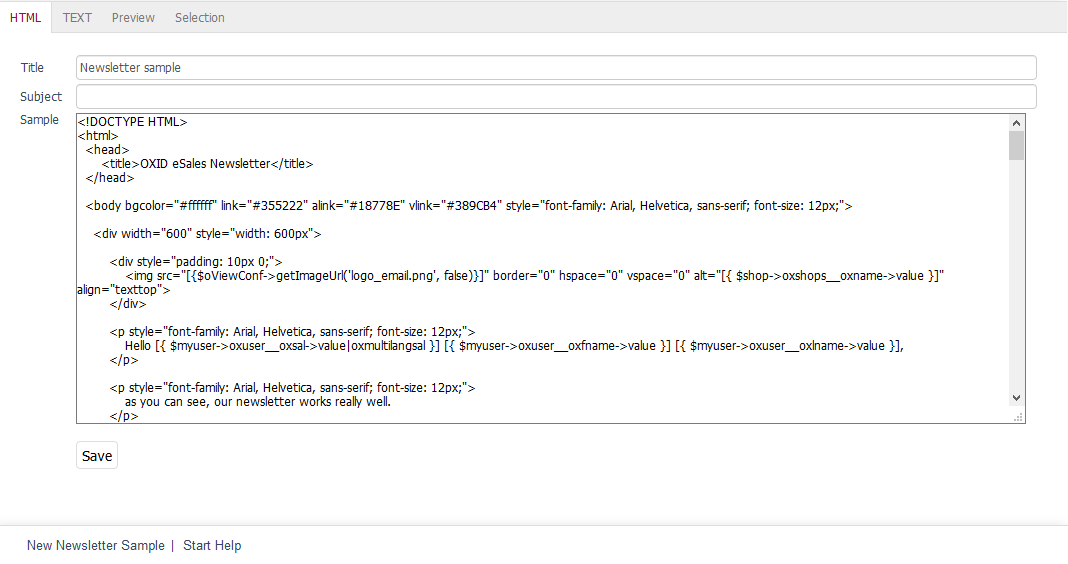 HTML TEXT Preview Selection
Title Newsletter sample
Subject
Sample
<!DOCTYPE HTML>
<html>
<head>
<title>OXID eSales Newsletter</title>
</head>
<body bgcolor="#ffffff" link="#355222" alink="#18778E" vlink="#389CB4" style="font-family: Arial, Helvetica, sans-serif; font-size: 12px;">
<div width="600" style="width: 600px">
<div style="padding: 10px 0;">
<img src="[{$oViewConf->getImageUrl('logo_email.png', false)}]" border="0" hspace="0" vspace="0" alt="[{ $shop->oxshops__oxname->value }]"
align="texttop">
</div>
<p style="font-family: Arial, Helvetica, sans-serif; font-size: 12px;">
Hello [{ $myuser->oxuser__oxsal->value|oxmultilangsal }] [{ $myuser->oxuser__oxfname->value }] [{ $myuser->oxuser__oxlname->value }],
</p>
<p style="font-family: Arial, Helvetica, sans-serif; font-size: 12px;">
as you can see, our newsletter works really well.
</p>
Save
New Newsletter Sample | Start Help